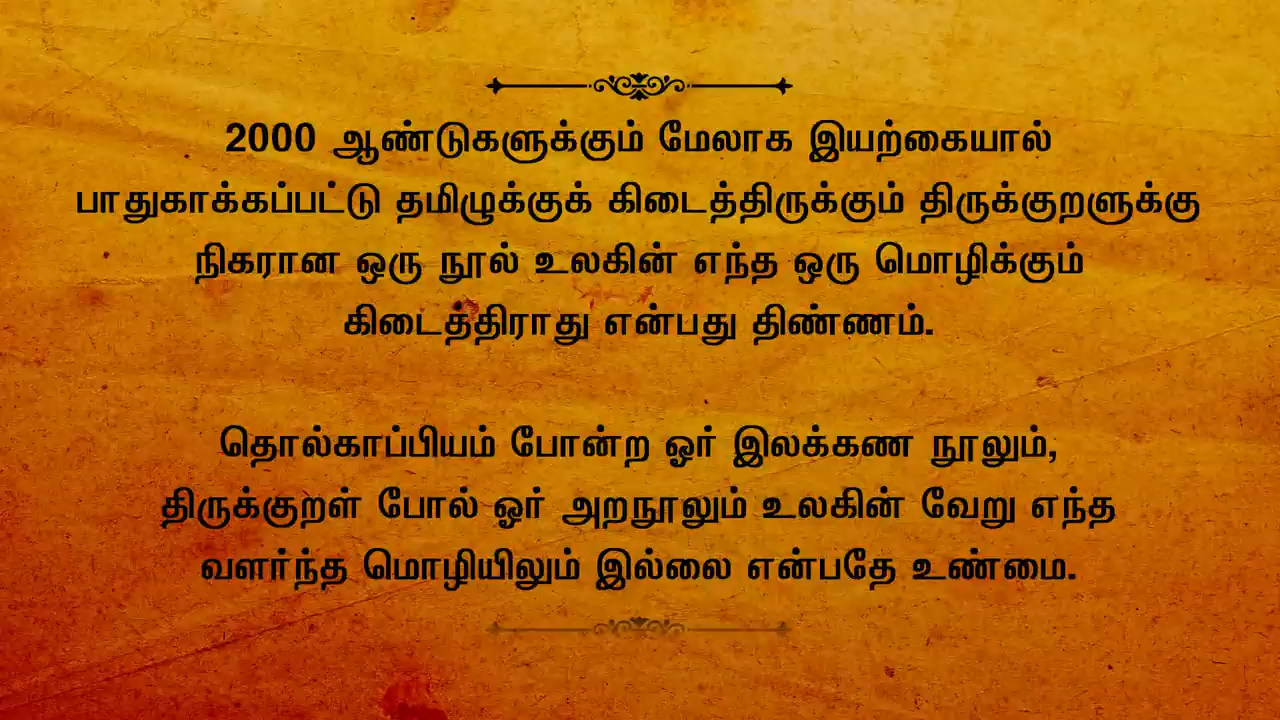 2000 ஆண்டுகளுக்கும் மேலாக இயற்கையால்
பாதுகாக்கப்பட்டு தமிழுக்குக் கிடைத்திருக்கும் திருக்குறளுக்கு
நிகரான ஒரு நூல் உலகின் எந்த ஒரு மொழிக்கும்
கிடைத்திராது என்பது திண்ணம்.
தொல்காப்பியம் போன்ற ஓர் இலக்கண நூலும்,
திருக்குறள் போல் ஓர் அறநூலும் உலகின் வேறு எந்த
வளர்ந்த மொழியிலும் இல்லை என்பதே உண்மை.